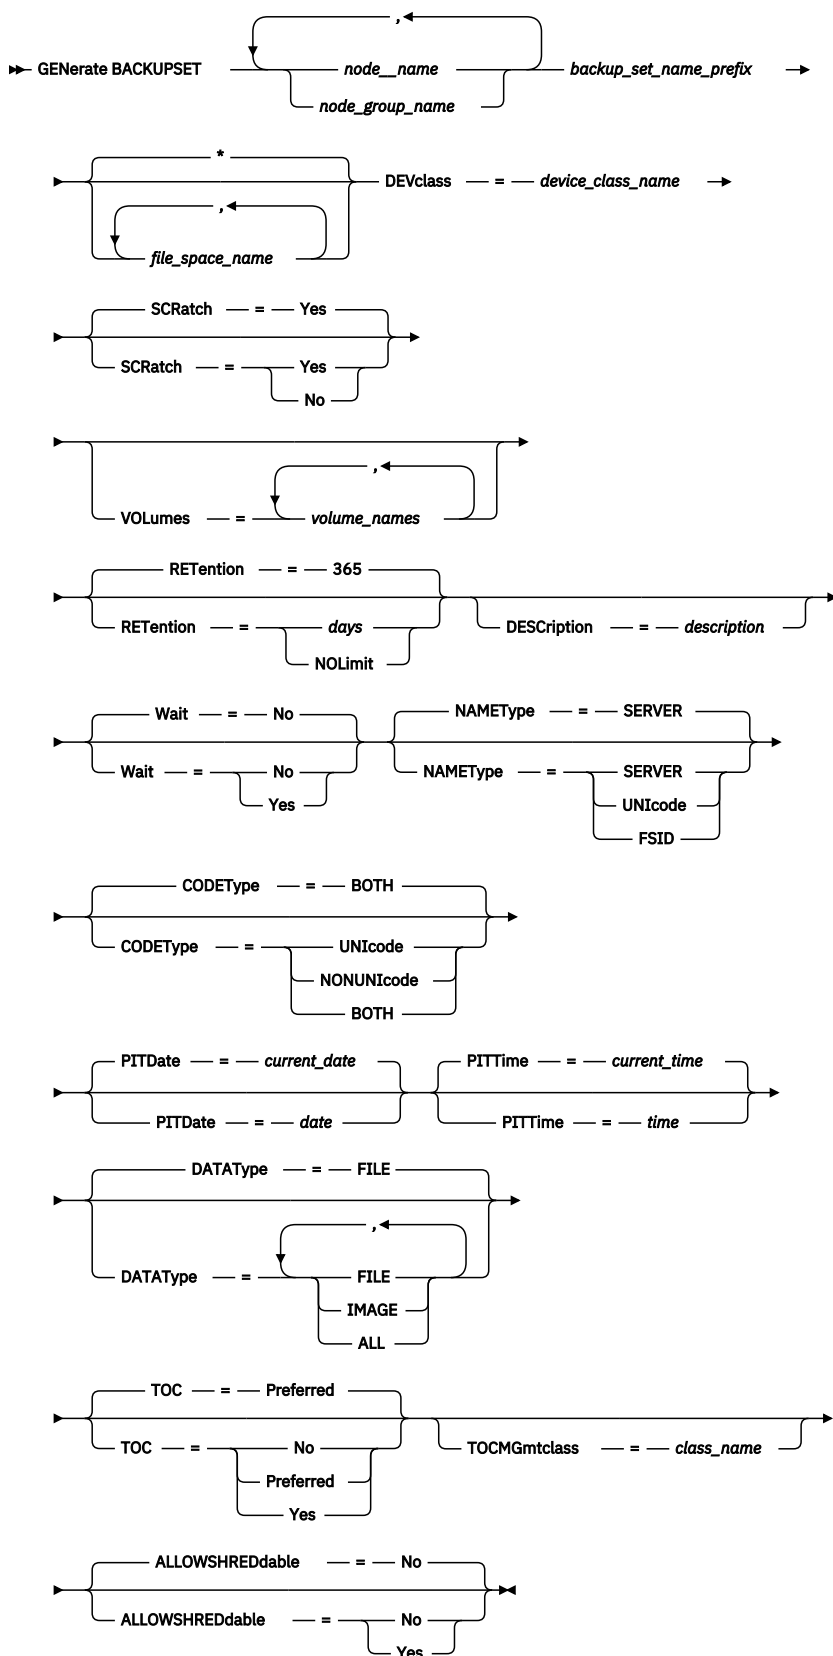 ,
GENerate BACKUPSET node__name backup_set_name_prefix
node_group_name
*
DEVclass = device_class_name
,
file_space_name
SCRatch = Yes
SCRatch = Yes
No
,
VOLumes = volume_names
RETention = 365
RETention = days DESCription = description
NOLimit
Wait = No NAMEType = SERVER
Wait = No NAMEType = SERVER
Yes UNIcode
FSID
CODEType = BOTH
CODEType = UNIcode
NONUNIcode
BOTH
PITDate = current_date PITTime = current_time
PITDate = date PITTime = time
DATAType = FILE
,
DATAType = FILE
IMAGE
ALL
TOC = Preferred
TOC = No TOCMGmtclass = class_name
Preferred
Yes
ALLOWSHREDdable = No
ALLOWSHREDdable = No
Yes